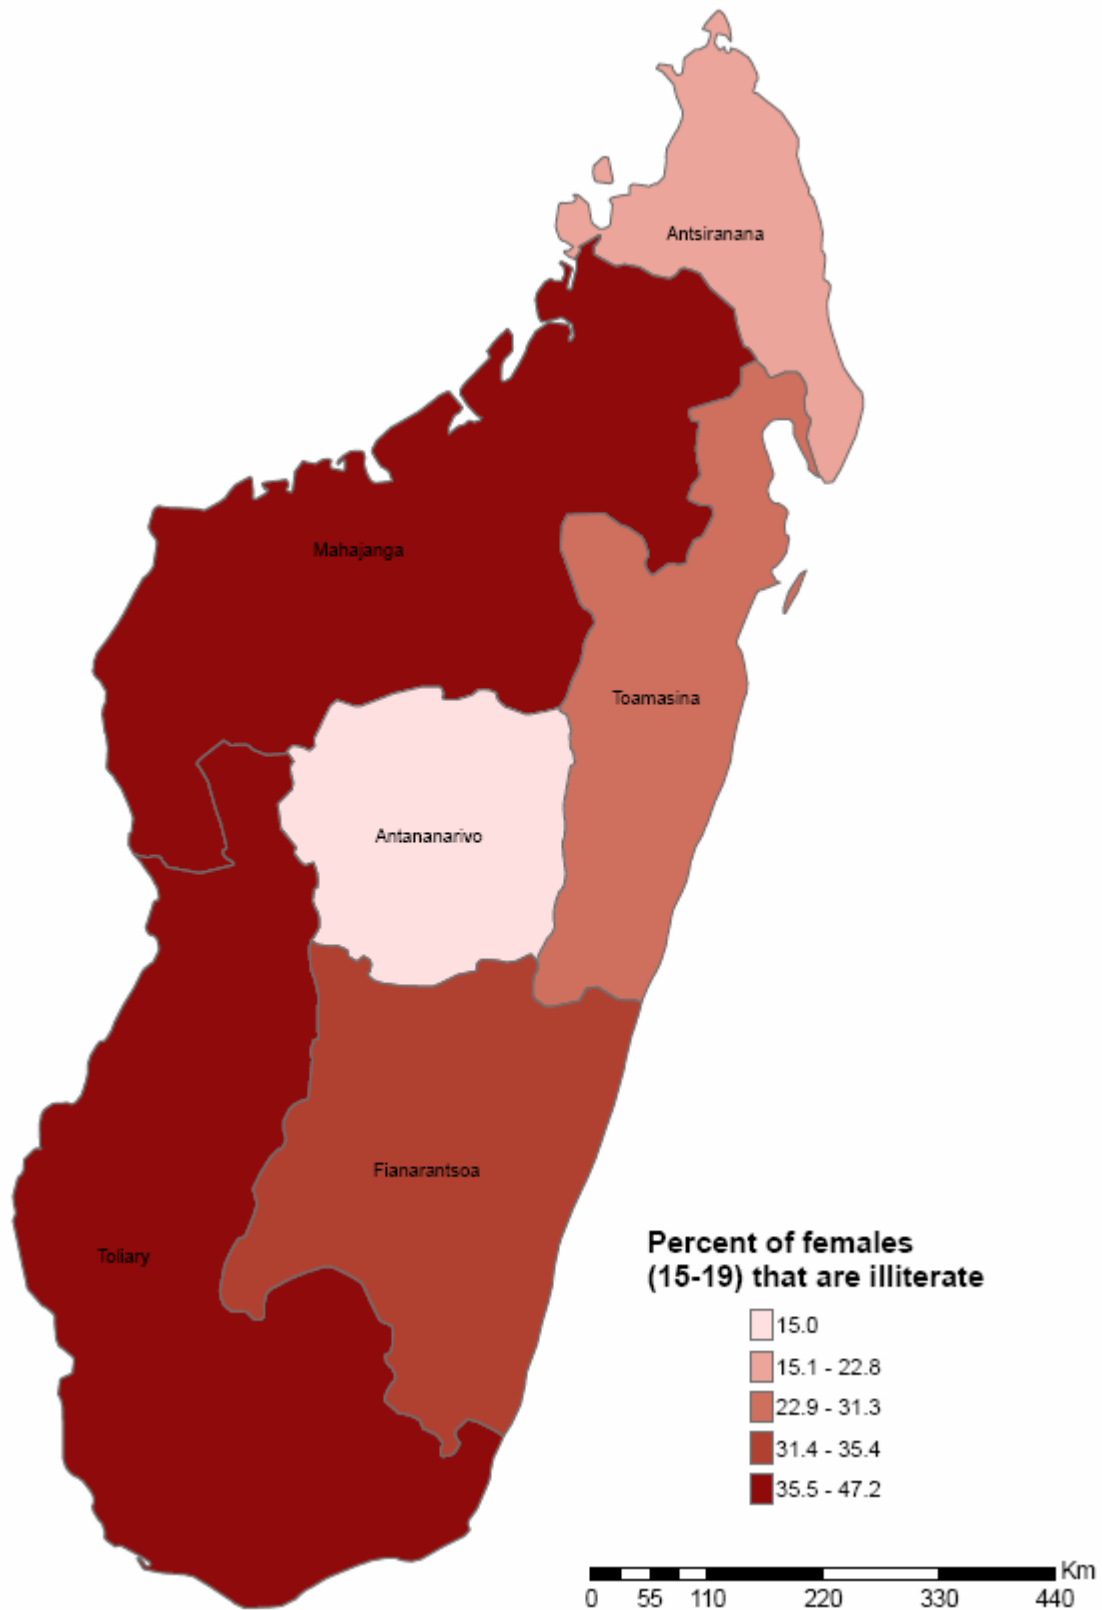 Antsiranana
Mahajanga
Toamasina
Antananarivo
Fianarantsoa
Toliary
Percent of females
(15-19) that are illiterate
15.0
15.1 - 22.8
22.9 - 31.3
31.4 - 35.4
35.5 - 47.2
Km
0 55 110 220 330 440